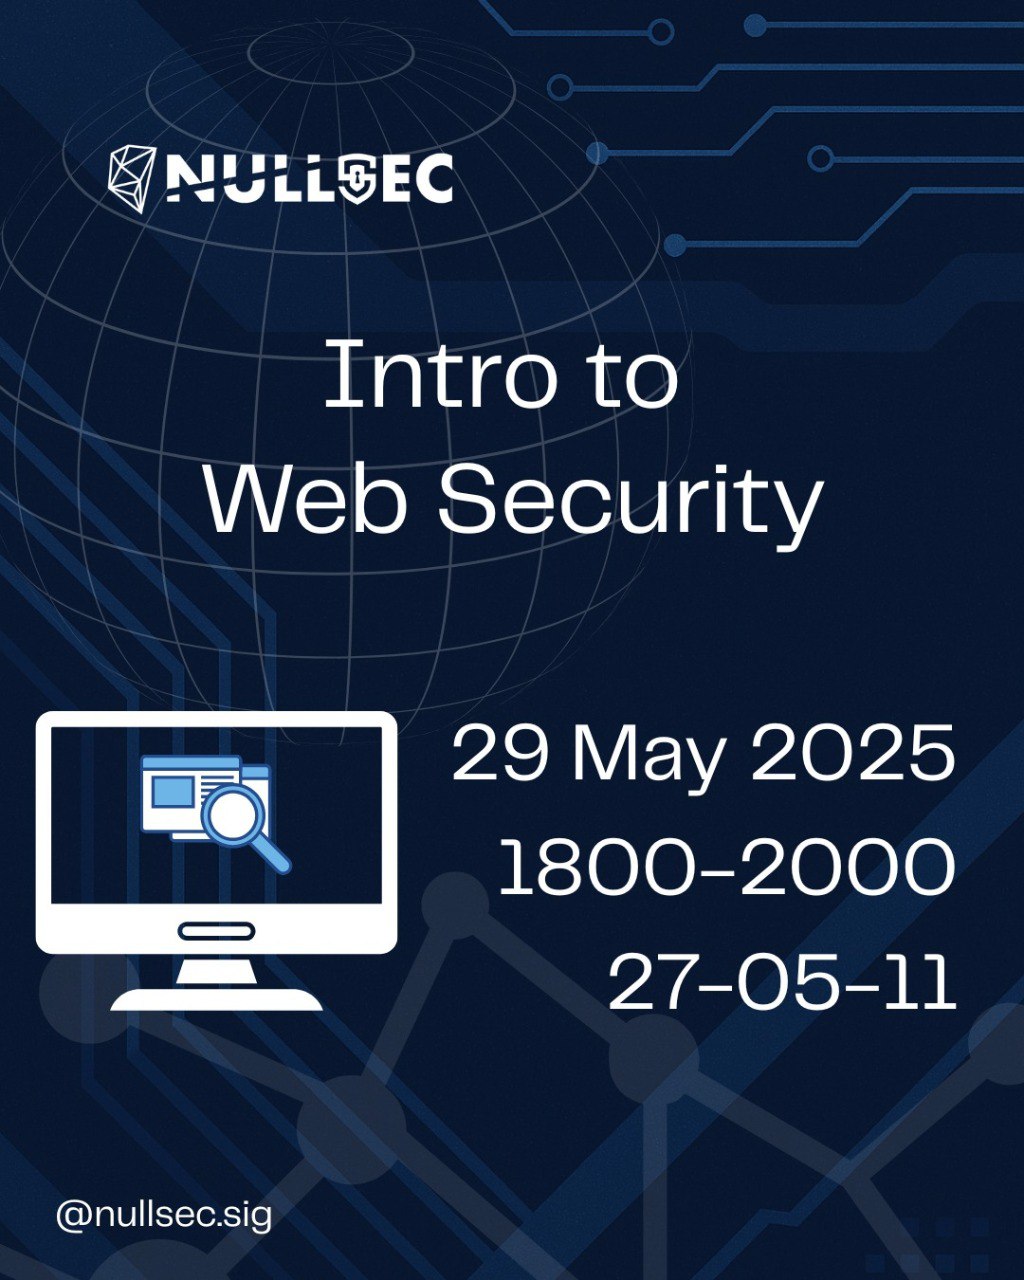 NULLSEC
Intro to
Web Security
29 May 2025
1800-2000
27-05-11
@nullsec.sig